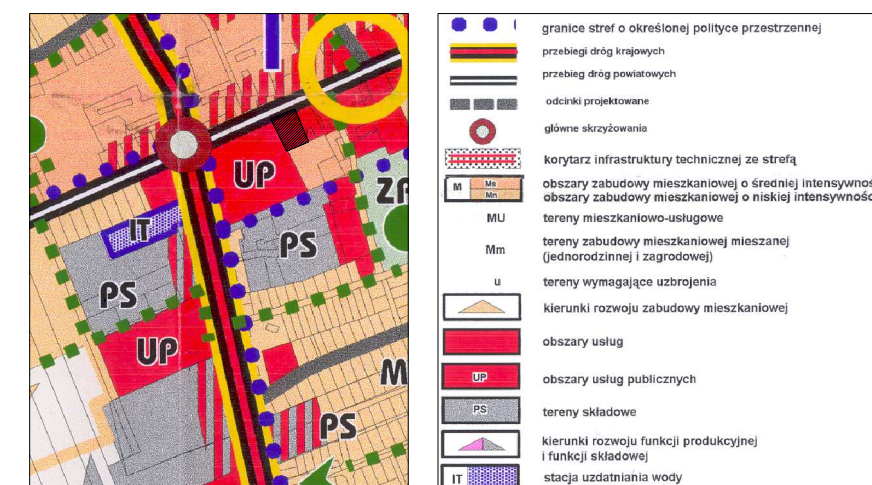 UP
ZP
IT
PS
PS
UP
M
PS
granice stref o określonej polityce przestrzennej
przebiegi dróg krajowych
przebieg dróg powiatowych
odcinki projektowane
główne skrzyżowania
korytarz infrastruktury technicznej ze strefą
M Ms obszary zabudowy mieszkaniowej o średniej intensywnoś
Mn obszary zabudowy mieszkaniowej o niskiej intensywnośc
MU tereny mieszkaniowo-usługowe
Mm tereny zabudowy mieszkaniowej mieszanej
(jednorodzinnej i zagrodowej)
u tereny wymagające uzbrojenia
kierunki rozwoju zabudowy mieszkaniowej
obszary usług
UP obszary usług publicznych
PS tereny składowe
kierunki rozwoju funkcji produkcyjnej
i funkcji składowej
IT stacja uzdatniania wody